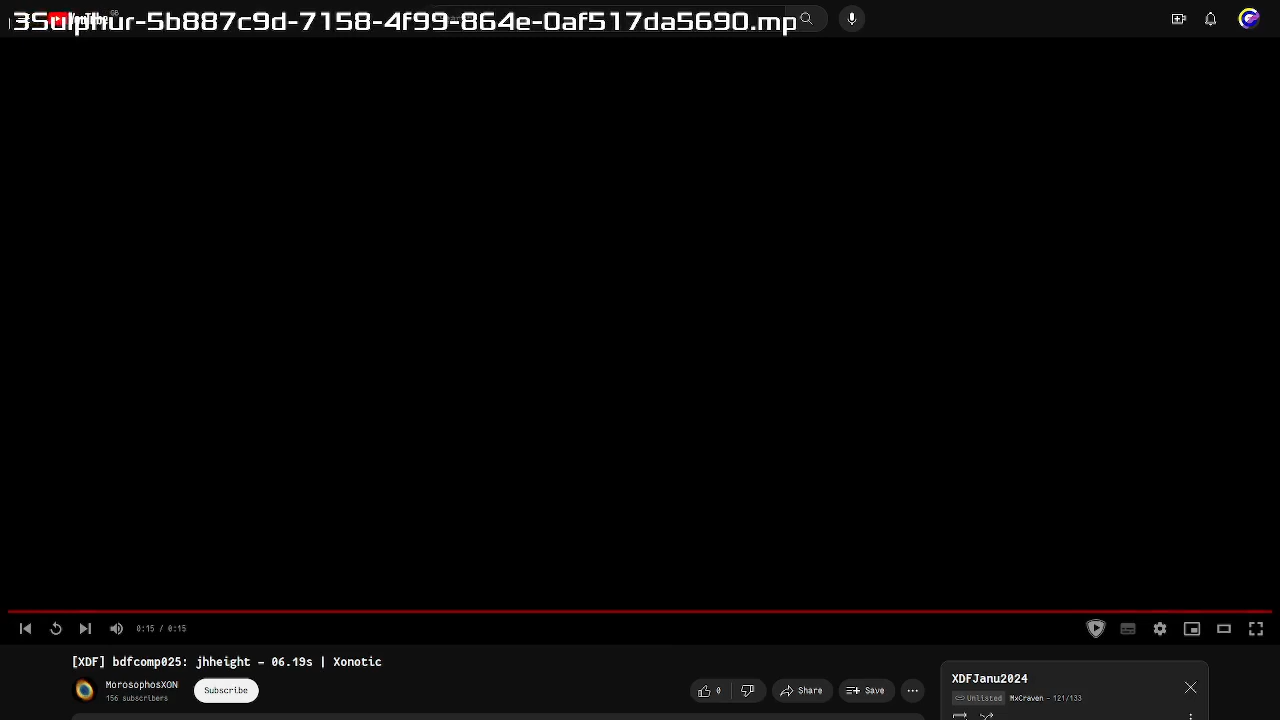 3Sulphur-5b887c9d-7158-4f99-864e-0af517da5690.mp
GB
0:15 / 0:15
[XDF] bdfcomp025: jhheight – 06.19s | Xonotic
MorosophosXON
156 subscribers
Subscribe
0
Share
Save
XDFJanu2024
Unlisted
MxCraven - 121/133